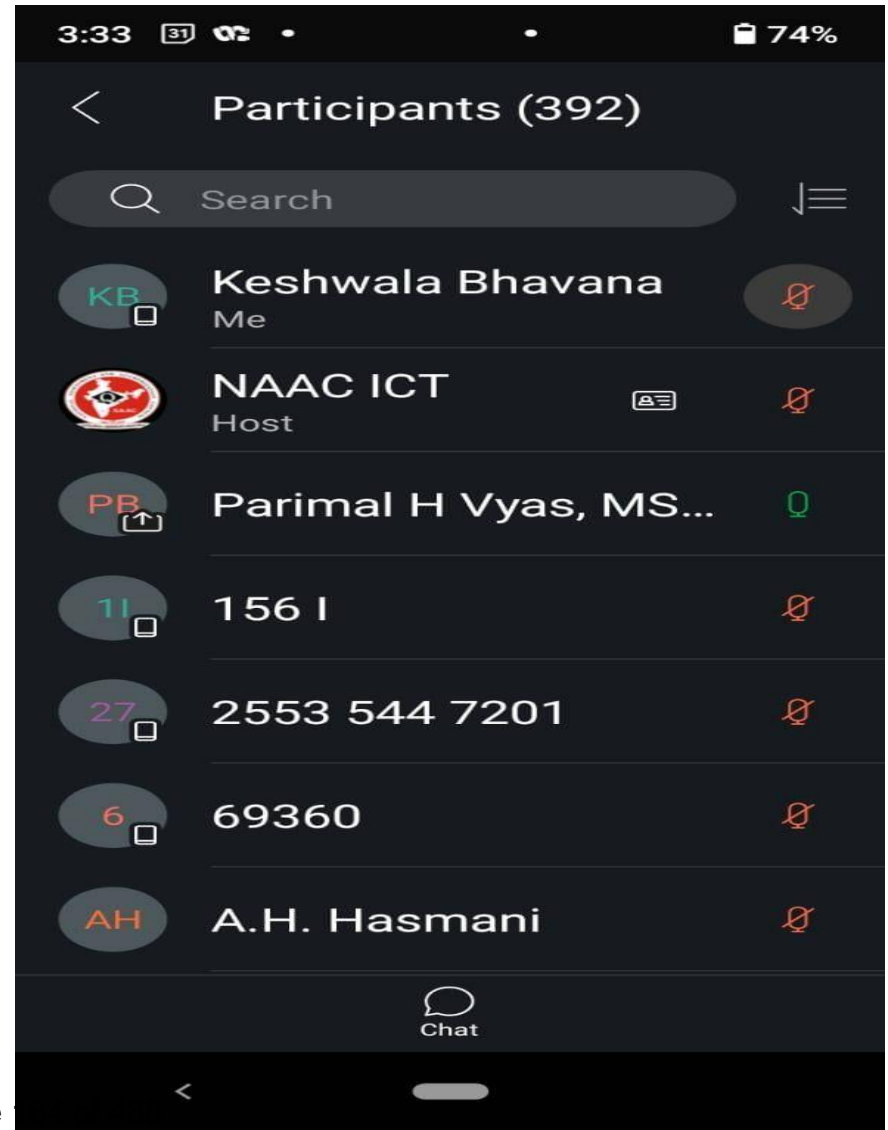 3:33 31 74%
Participants (392)
Search
KB Keshwala Bhavana
Me
NAAC ICT
Host
PB Parimal H Vyas, MS...
1I 156 I
27 2553 544 7201
6 69360
AH A.H. Hasmani
Chat
e